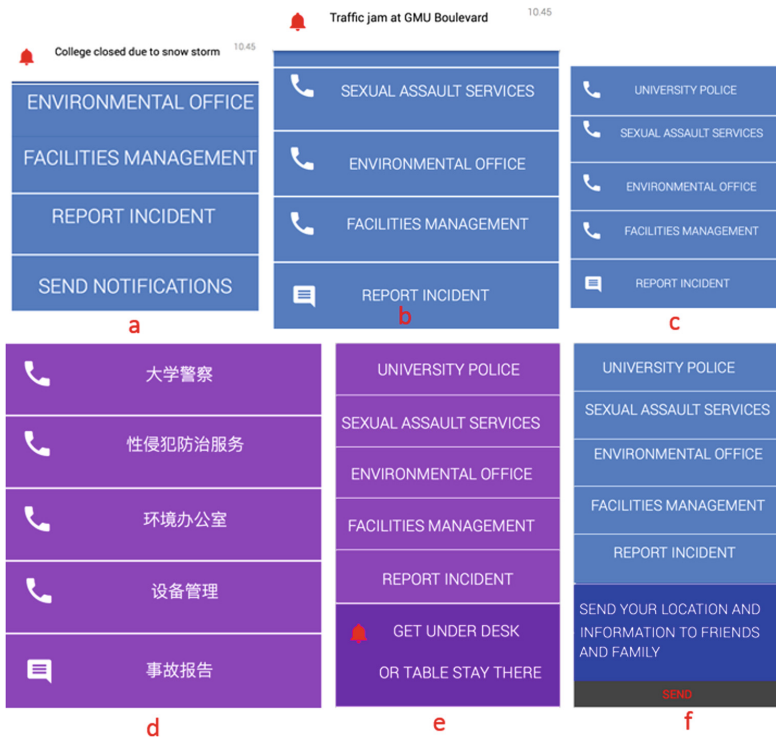 College closed due to snow storm 10.45
ENVIRONMENTAL OFFICE
FACILITIES MANAGEMENT
REPORT INCIDENT
SEND NOTIFICATIONS
a
Traffic jam at GMU Boulevard 10.45
SEXUAL ASSAULT SERVICES
ENVIRONMENTAL OFFICE
FACILITIES MANAGEMENT
REPORT INCIDENT
b
UNIVERSITY POLICE
SEXUAL ASSAULT SERVICES
ENVIRONMENTAL OFFICE
FACILITIES MANAGEMENT
REPORT INCIDENT
c
大学警察
性侵犯防治服务
环境办公室
设备管理
事故报告
d
UNIVERSITY POLICE
SEXUAL ASSAULT SERVICES
ENVIRONMENTAL OFFICE
FACILITIES MANAGEMENT
REPORT INCIDENT
GET UNDER DESK
OR TABLE STAY THERE
e
UNIVERSITY POLICE
SEXUAL ASSAULT SERVICES
ENVIRONMENTAL OFFICE
FACILITIES MANAGEMENT
REPORT INCIDENT
SEND YOUR LOCATION AND
INFORMATION TO FRIENDS
AND FAMILY
SEND
f